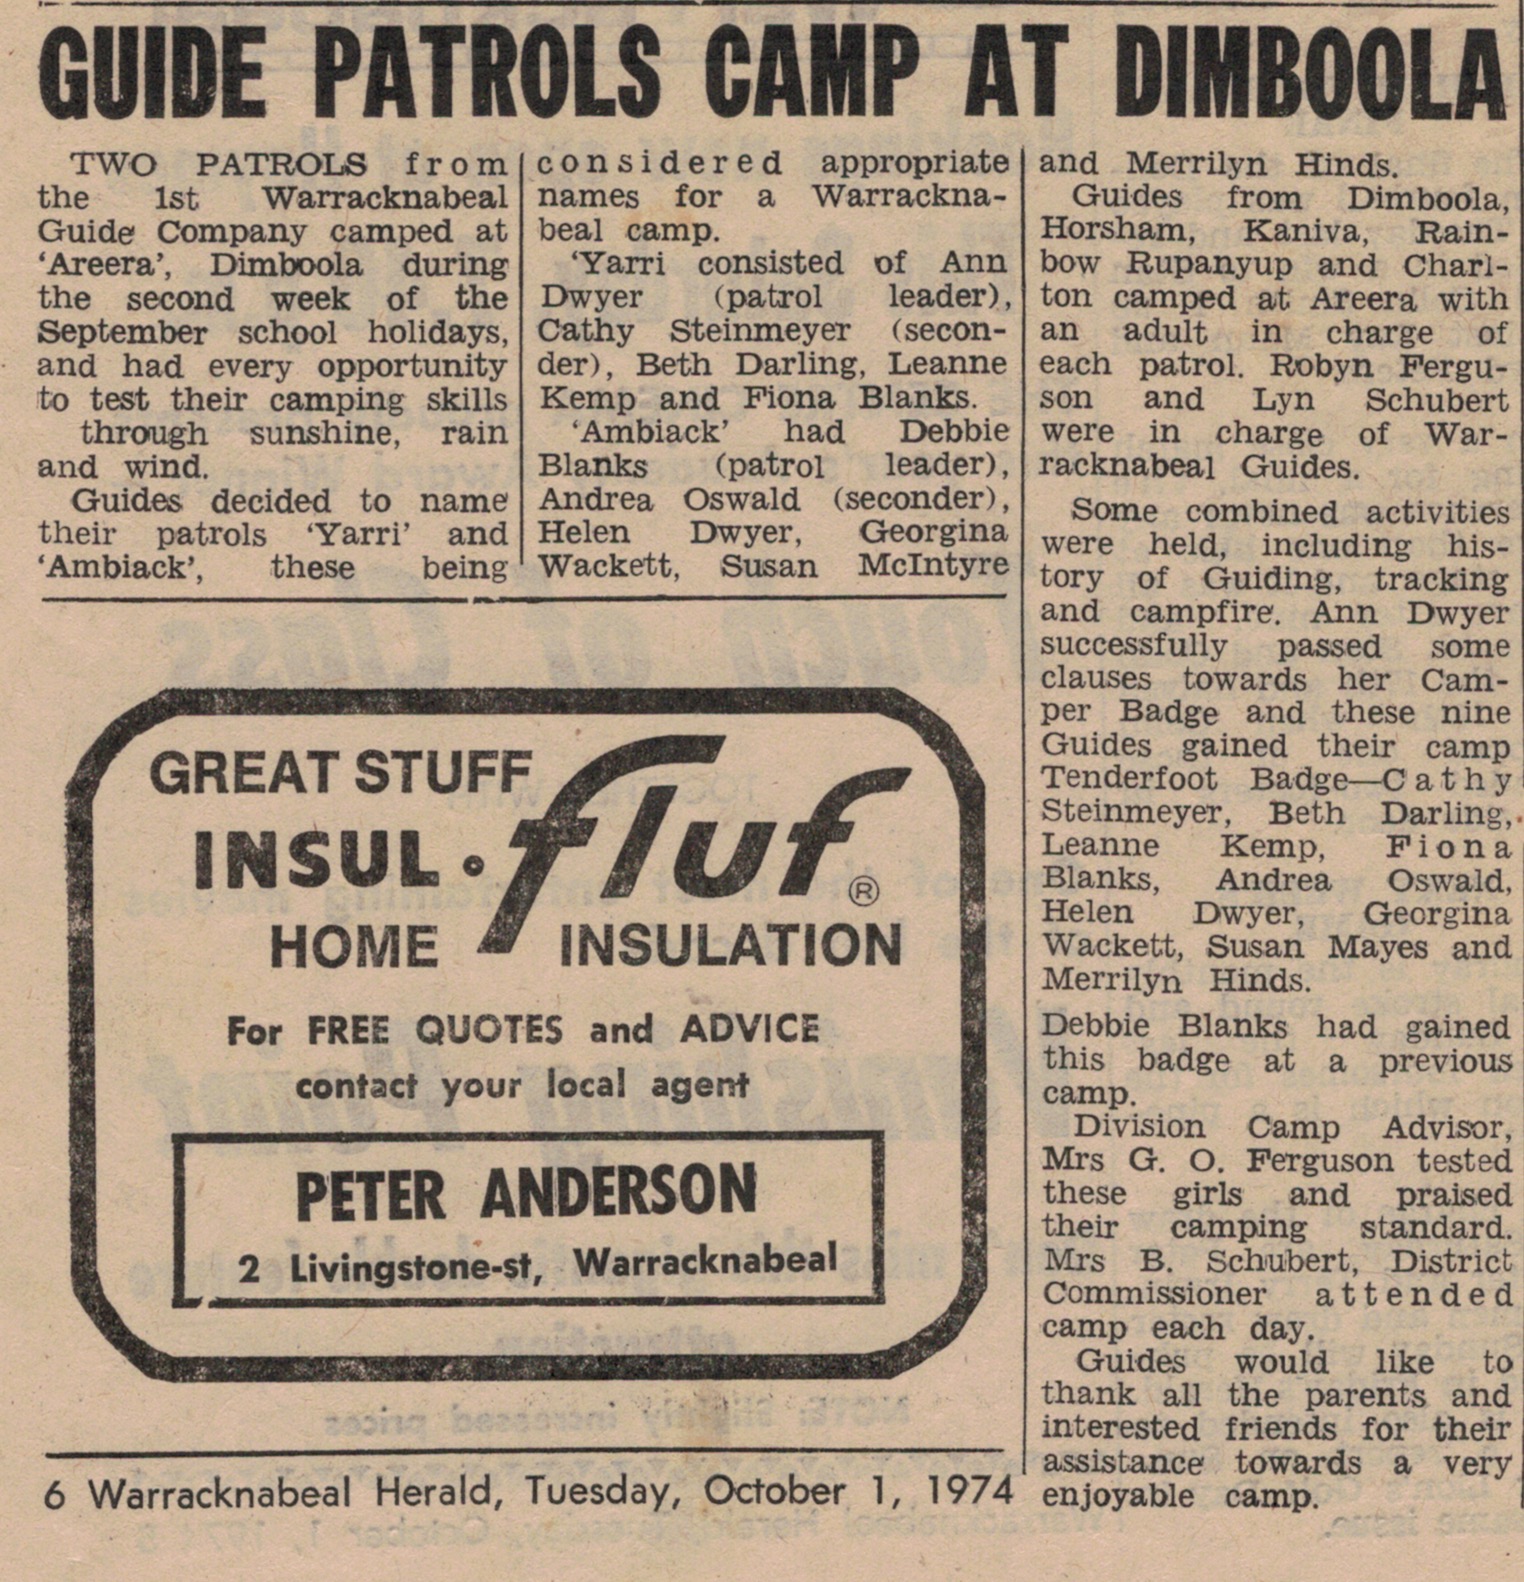 GUIDE PATROLS CAMP AT DIMBOOLA
TWO PATROLS from
the 1st Warracknabeal
Guide Company camped at
‘Areera’, Dimboola during
the second week of the
September school holidays,
and had every opportunity
to test their camping skills
through sunshine, rain
and wind.
Guides decided to name
their patrols ‘Yarri’ and
‘Ambiack’, these being
considered appropriate
names for a Warrackna-
beal camp.
‘Yarri consisted of Ann
Dwyer (patrol leader),
Cathy Steinmeyer (secon-
der), Beth Darling, Leanne
Kemp and Fiona Blanks.
‘Ambiack’ had Debbie
Blanks (patrol leader),
Andrea Oswald (seconder),
Helen Dwyer, Georgina
Wackett, Susan McIntyre
and Merrilyn Hinds.
Guides from Dimboola,
Horsham, Kaniva, Rain-
bow Rupanyup and Charl-
ton camped at Areera with
an adult in charge of
each patrol. Robyn Fergu-
son and Lyn Schubert
were in charge of War-
racknabeal Guides.
Some combined activities
were held, including his-
tory of Guiding, tracking
and campfire. Ann Dwyer
successfully passed some
clauses towards her Cam-
per Badge and these nine
Guides gained their camp
Tenderfoot Badge—Cathy
Steinmeyer, Beth Darling,
Leanne Kemp, Fiona
Blanks, Andrea Oswald,
Helen Dwyer, Georgina
Wackett, Susan Mayes and
Merrilyn Hinds.
Debbie Blanks had gained
this badge at a previous
camp.
Division Camp Advisor,
Mrs G. O. Ferguson tested
these girls and praised
their camping standard.
Mrs B. Schubert, District
Commissioner attended
camp each day.
Guides would like to
thank all the parents and
interested friends for their
assistance towards a very
enjoyable camp.
GREAT STUFF
INSUL·fluf®
HOME INSULATION
For FREE QUOTES and ADVICE
contact your local agent
PETER ANDERSON
2 Livingstone-st, Warracknabeal
6 Warracknabeal Herald, Tuesday, October 1, 1974